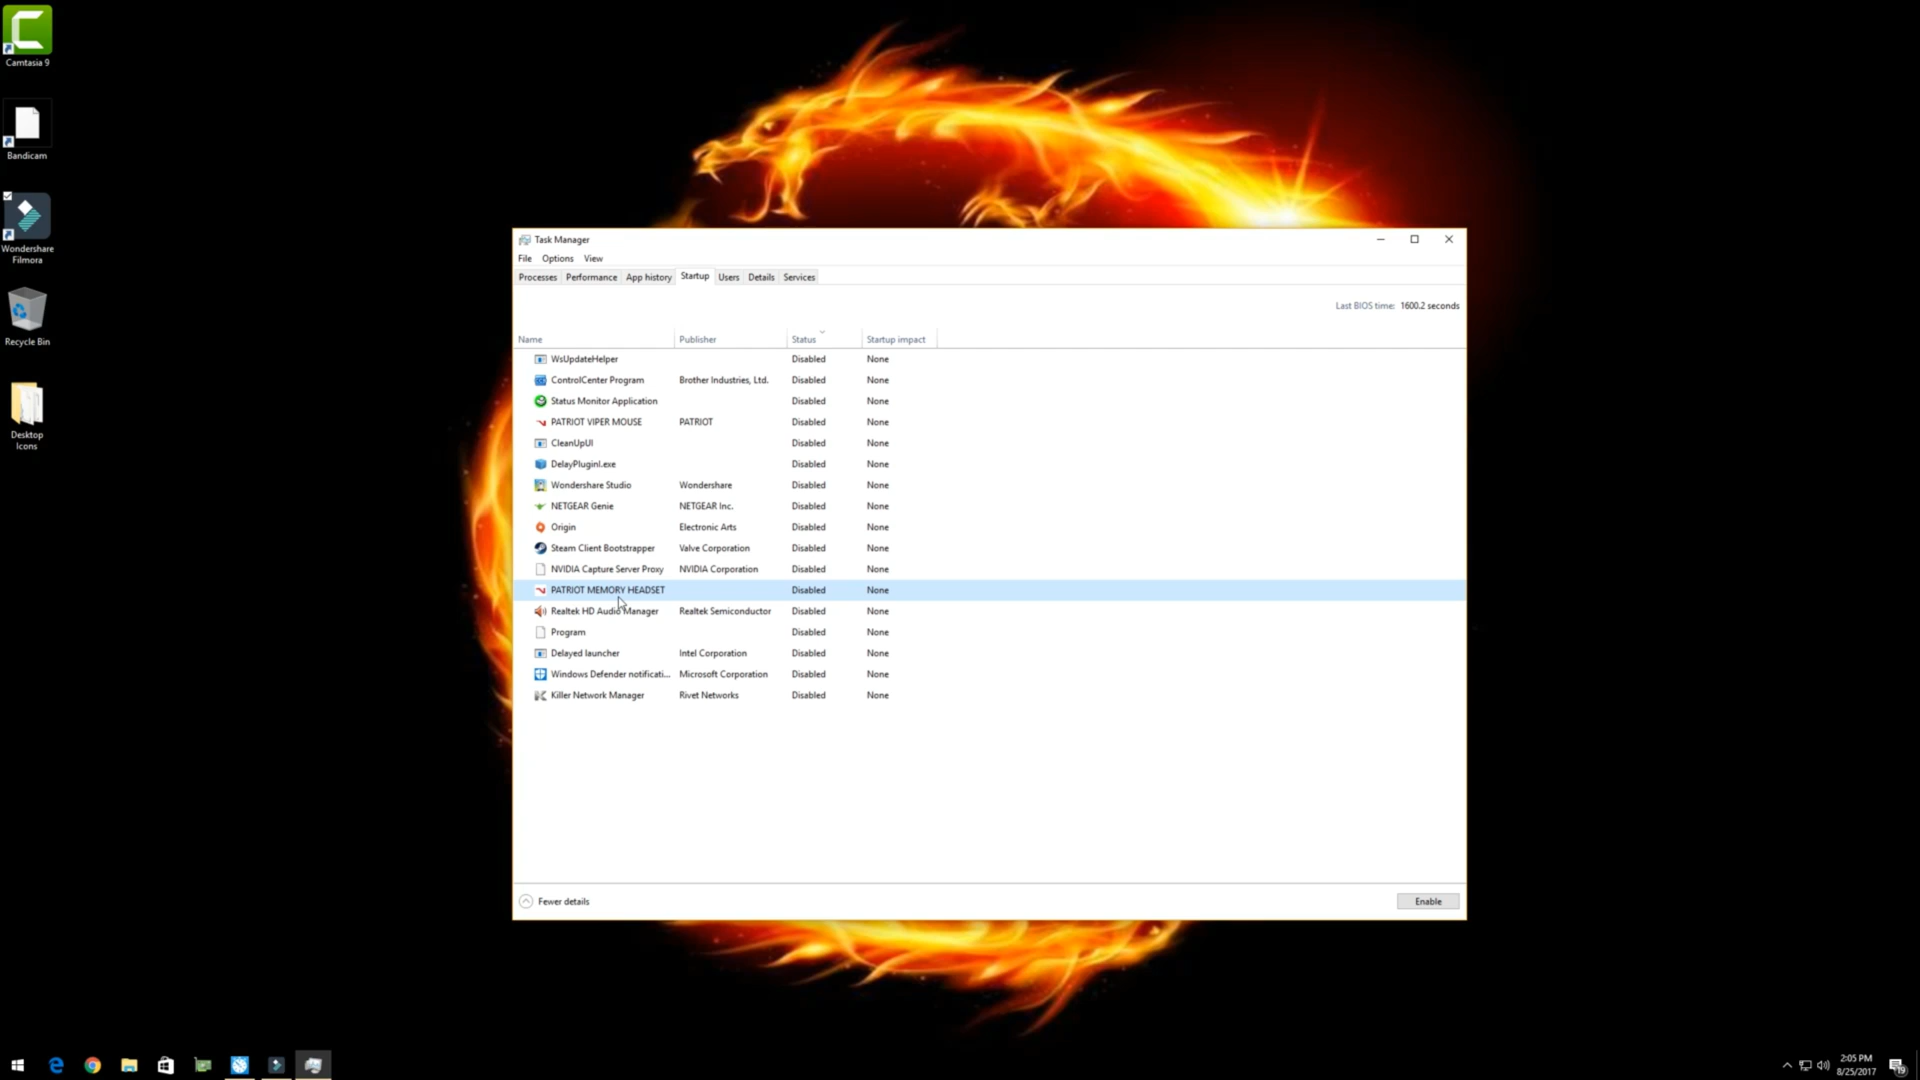 Camtasia 9
Bandicam
Wondershare
Filmora
Recycle Bin
Desktop
Icons
Task Manager
File Options View
Processes Performance App history Startup Users Details Services
Last BIOS time: 1600.2 seconds
Name Publisher Status Startup impact
WsUpdateHelper Disabled None
ControlCenter Program Brother Industries, Ltd. Disabled None
Status Monitor Application Disabled None
PATRIOT VIPER MOUSE PATRIOT Disabled None
CleanUpUI Disabled None
DelayPluginI.exe Disabled None
Wondershare Studio Wondershare Disabled None
NETGEAR Genie NETGEAR Inc. Disabled None
Origin Electronic Arts Disabled None
Steam Client Bootstrapper Valve Corporation Disabled None
NVIDIA Capture Server Proxy NVIDIA Corporation Disabled None
PATRIOT MEMORY HEADSET Disabled None
Realtek HD Audio Manager Realtek Semiconductor Disabled None
Program Disabled None
Delayed launcher Intel Corporation Disabled None
Windows Defender notificati... Microsoft Corporation Disabled None
Killer Network Manager Rivet Networks Disabled None
Fewer details Enable
2:05 PM
8/25/2017
19